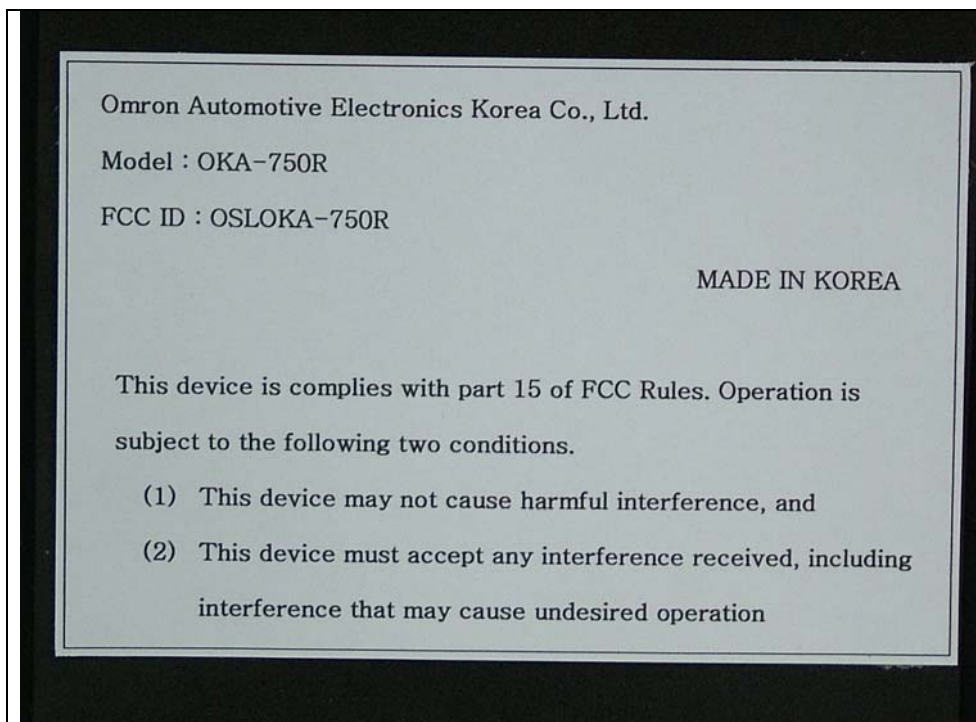 Omron Automotive Electronics Korea Co., Ltd.
Model : OKA-750R
FCC ID : OSLOKA-750R
MADE IN KOREA
This device is complies with part 15 of FCC Rules. Operation is
subject to the following two conditions.
(1) This device may not cause harmful interference, and
(2) This device must accept any interference received, including
interference that may cause undesired operation